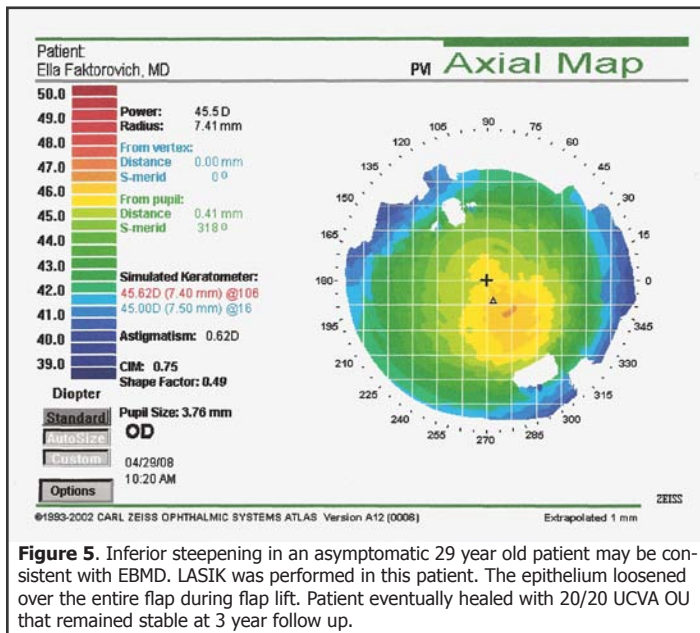 Patient:
Ella Faktorovich, MD
PVI Axial Map
50.0
49.0
48.0
47.0
46.0
45.0
44.0
43.0
42.0
41.0
40.0
39.0
Diopter
Standard
AutoSize
Custom
Options
Power: 45.5 D
Radius: 7.41 mm
From vertex:
Distance 0.00 mm
S-merid 0º
From pupil:
Distance 0.41 mm
S-merid 318º
Simulated Keratometer:
45.62D (7.40 mm) @106
45.00D (7.50 mm) @16
Astigmatism: 0.62D
CIM: 0.75
Shape Factor: 0.49
Pupil Size: 3.76 mm
OD
04/29/08
10:20 AM
90
105
75
120
60
135
45
150
30
165
15
180
0
195
345
210
330
225
240
300
255
285
270
ZEISS
©1993-2002 CARL ZEISS OPHTHALMIC SYSTEMS ATLAS Version A12 (0006)
Extrapolated 1 mm
Figure 5. Inferior steepening in an asymptomatic 29 year old patient may be con-
sistent with EBMD. LASIK was performed in this patient. The epithelium loosened
over the entire flap during flap lift. Patient eventually healed with 20/20 UCVA OU
that remained stable at 3 year follow up.